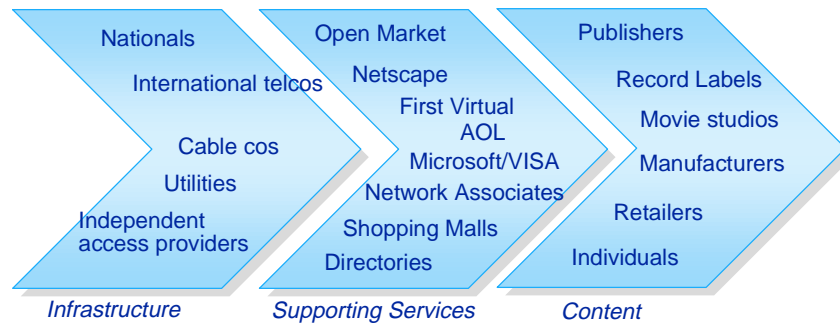 Nationals
International telcos
Cable cos
Utilities
Independent
access providers
Infrastructure
Open Market
Netscape
First Virtual
AOL
Microsoft/VISA
Network Associates
Shopping Malls
Directories
Supporting Services
Publishers
Record Labels
Movie studios
Manufacturers
Retailers
Individuals
Content